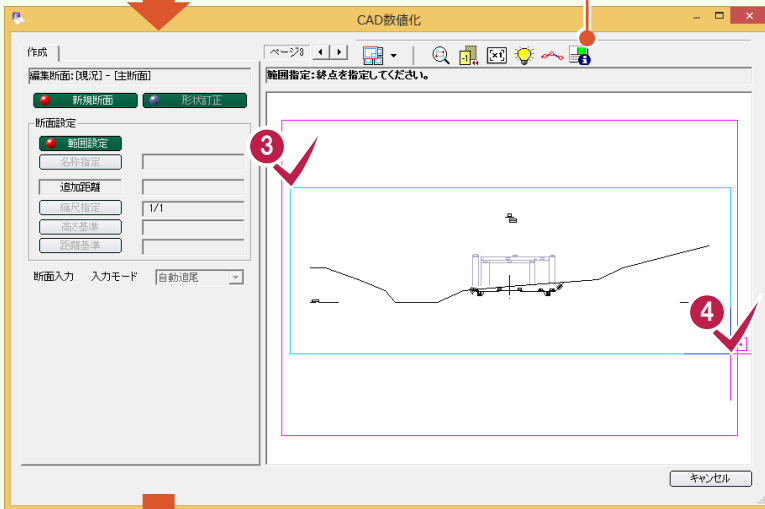 CAD数値化
作成
編集断面:[現況] - [主断面]
新規断面
形状訂正
断面設定
範囲設定
名称指定
追加距離
縮尺指定
1/1
高さ基準
距離基準
断面入力 入力モード 自動追尾
ページ3
-1
×1
範囲指定:終点を指定してください。
3
4
キャンセル